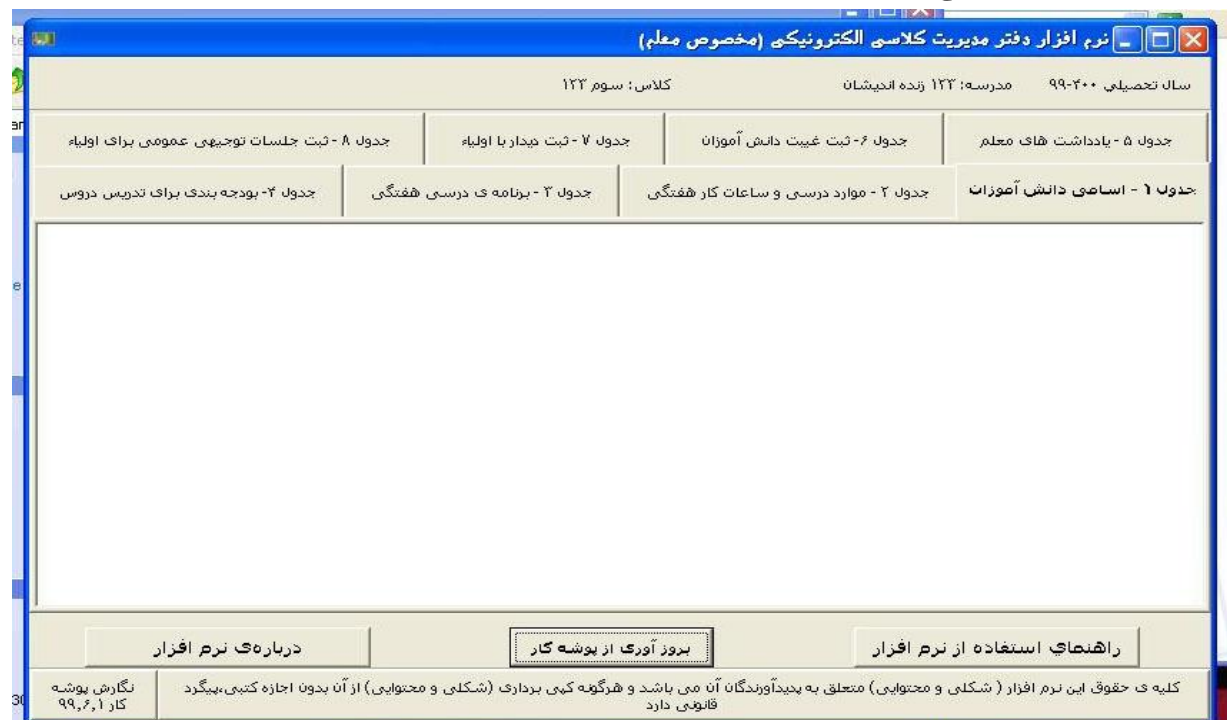 نرم افزار دفتر مدیریت کلاسی الکترونیکی (مخصوص معلم)
سال تحصیلی ۴۰۰-۹۹ مدرسه: ۱۲۳ زنده اندیشان کلاس: سوم ۱۲۳
جدول ۵ - یادداشت های معلم جدول ۶- ثبت غیبت دانش آموزان جدول ۷ - ثبت دیدار با اولیاء جدول ۸ - ثبت جلسات توجیهی عمومی برای اولیاء
جدول ۱ - اسامی دانش آموزان جدول ۲ - موارد درسی و ساعات کار هفتگی جدول ۳ - برنامه ی درسی هفتگی جدول ۴- بودجه بندی برای تدریس دروس
راهنمای استفاده از نرم افزار بروز آوری از پوشه کار درباره‌ی نرم افزار
کلیه ی حقوق این نرم افزار ( شکلی و محتوایی) متعلق به پدیدآورندگان آن می باشد و هرگونه کپی برداری (شکلی و محتوایی) از آن بدون اجازه کتبی،پیگرد
قانونی دارد
نگارش پوشه
کار ۹۹,۶,۱